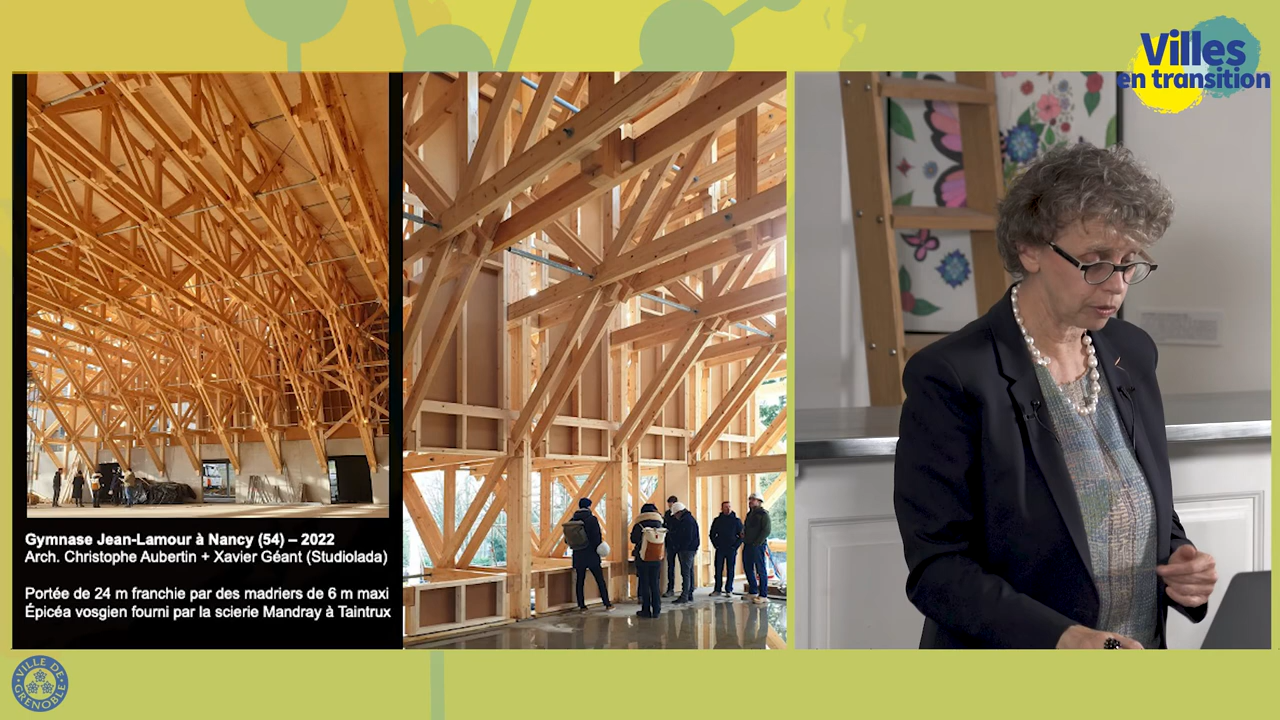 Villes
en transition
Gymnase Jean-Lamour à Nancy (54) – 2022
Arch. Christophe Aubertin + Xavier Géant (Studiolada)
Portée de 24 m franchie par des madriers de 6 m maxi
Épicéa vosgien fourni par la scierie Mandray à Taintrux
VILLE DE
GRENOBLE